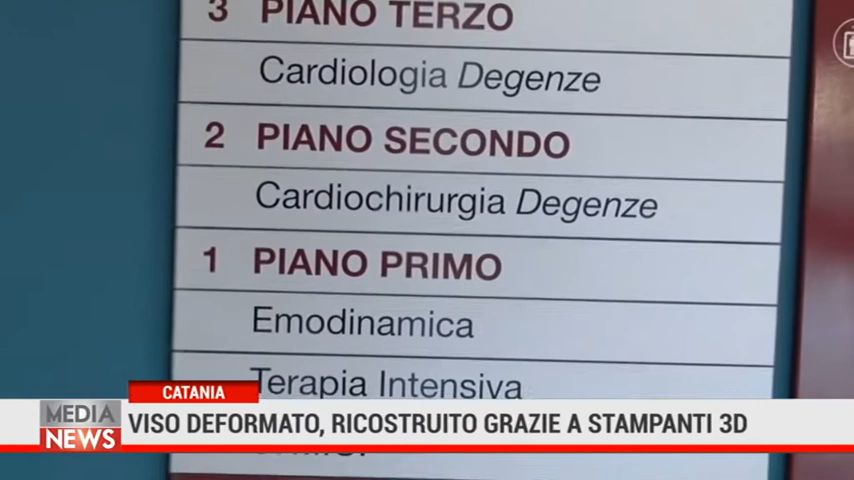 3 PIANO TERZO
Cardiologia Degenze
2 PIANO SECONDO
Cardiochirurgia Degenze
1 PIANO PRIMO
Emodinamica
Terapia Intensiva
CATANIA
MEDIA
NEWS
VISO DEFORMATO, RICOSTRUITO GRAZIE A STAMPANTI 3D